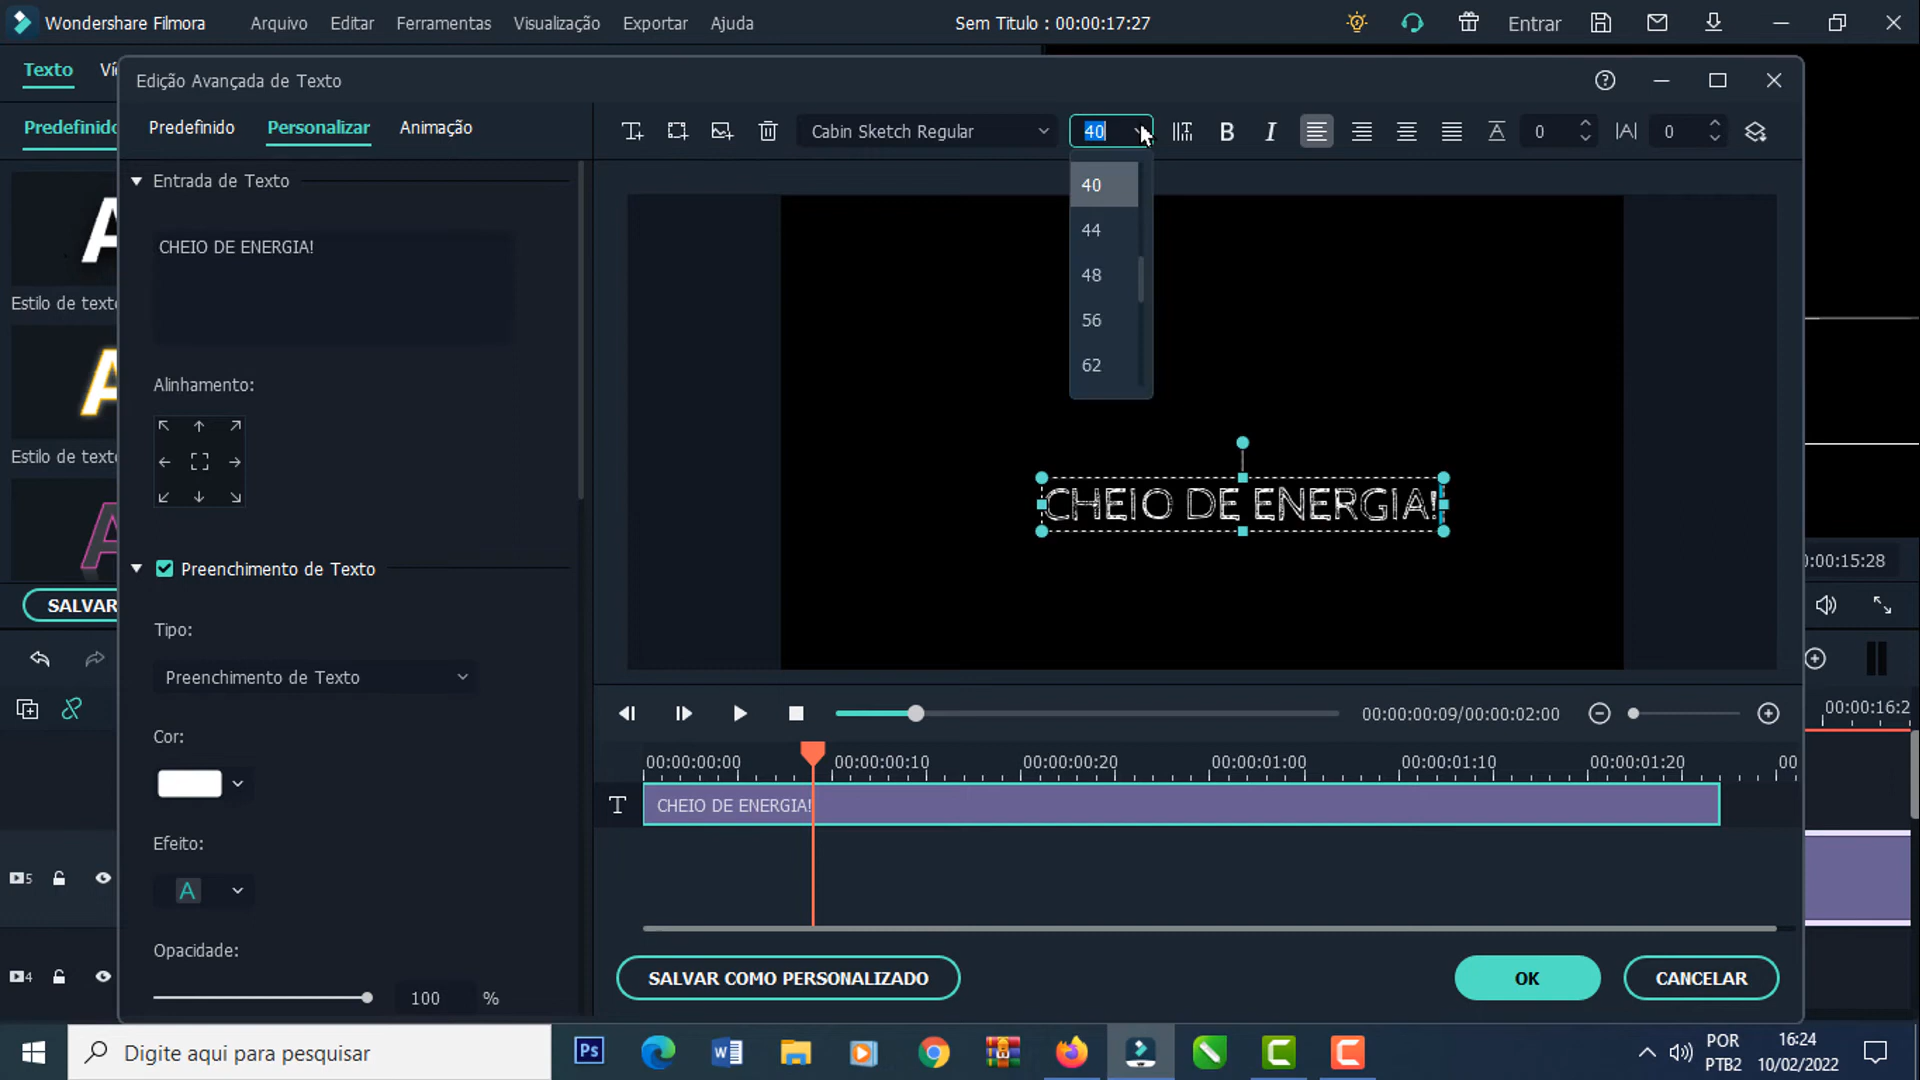 Wondershare Filmora Arquivo Editar Ferramentas Visualização Exportar Ajuda Sem Titulo : 00:00:17:27 Entrar
Texto
Edição Avançada de Texto
Predefinido Predefinido Personalizar Animação Cabin Sketch Regular 40 B I 0 0
Entrada de Texto
CHEIO DE ENERGIA!
40
44
48
56
62
Estilo de texto
Alinhamento:
Estilo de texto
CHEIO DE ENERGIA!
Preenchimento de Texto
:00:15:28
SALVAR
Tipo:
Preenchimento de Texto
00:00:00:09/00:00:02:00
00:00:16:2
Cor:
00:00:00:00 00:00:00:10 00:00:00:20 00:00:01:00 00:00:01:10 00:00:01:20 00
T CHEIO DE ENERGIA!
Efeito:
A
5
Opacidade:
100 %
4
SALVAR COMO PERSONALIZADO OK CANCELAR
Digite aqui para pesquisar
Ps
POR
PTB2
16:24
10/02/2022